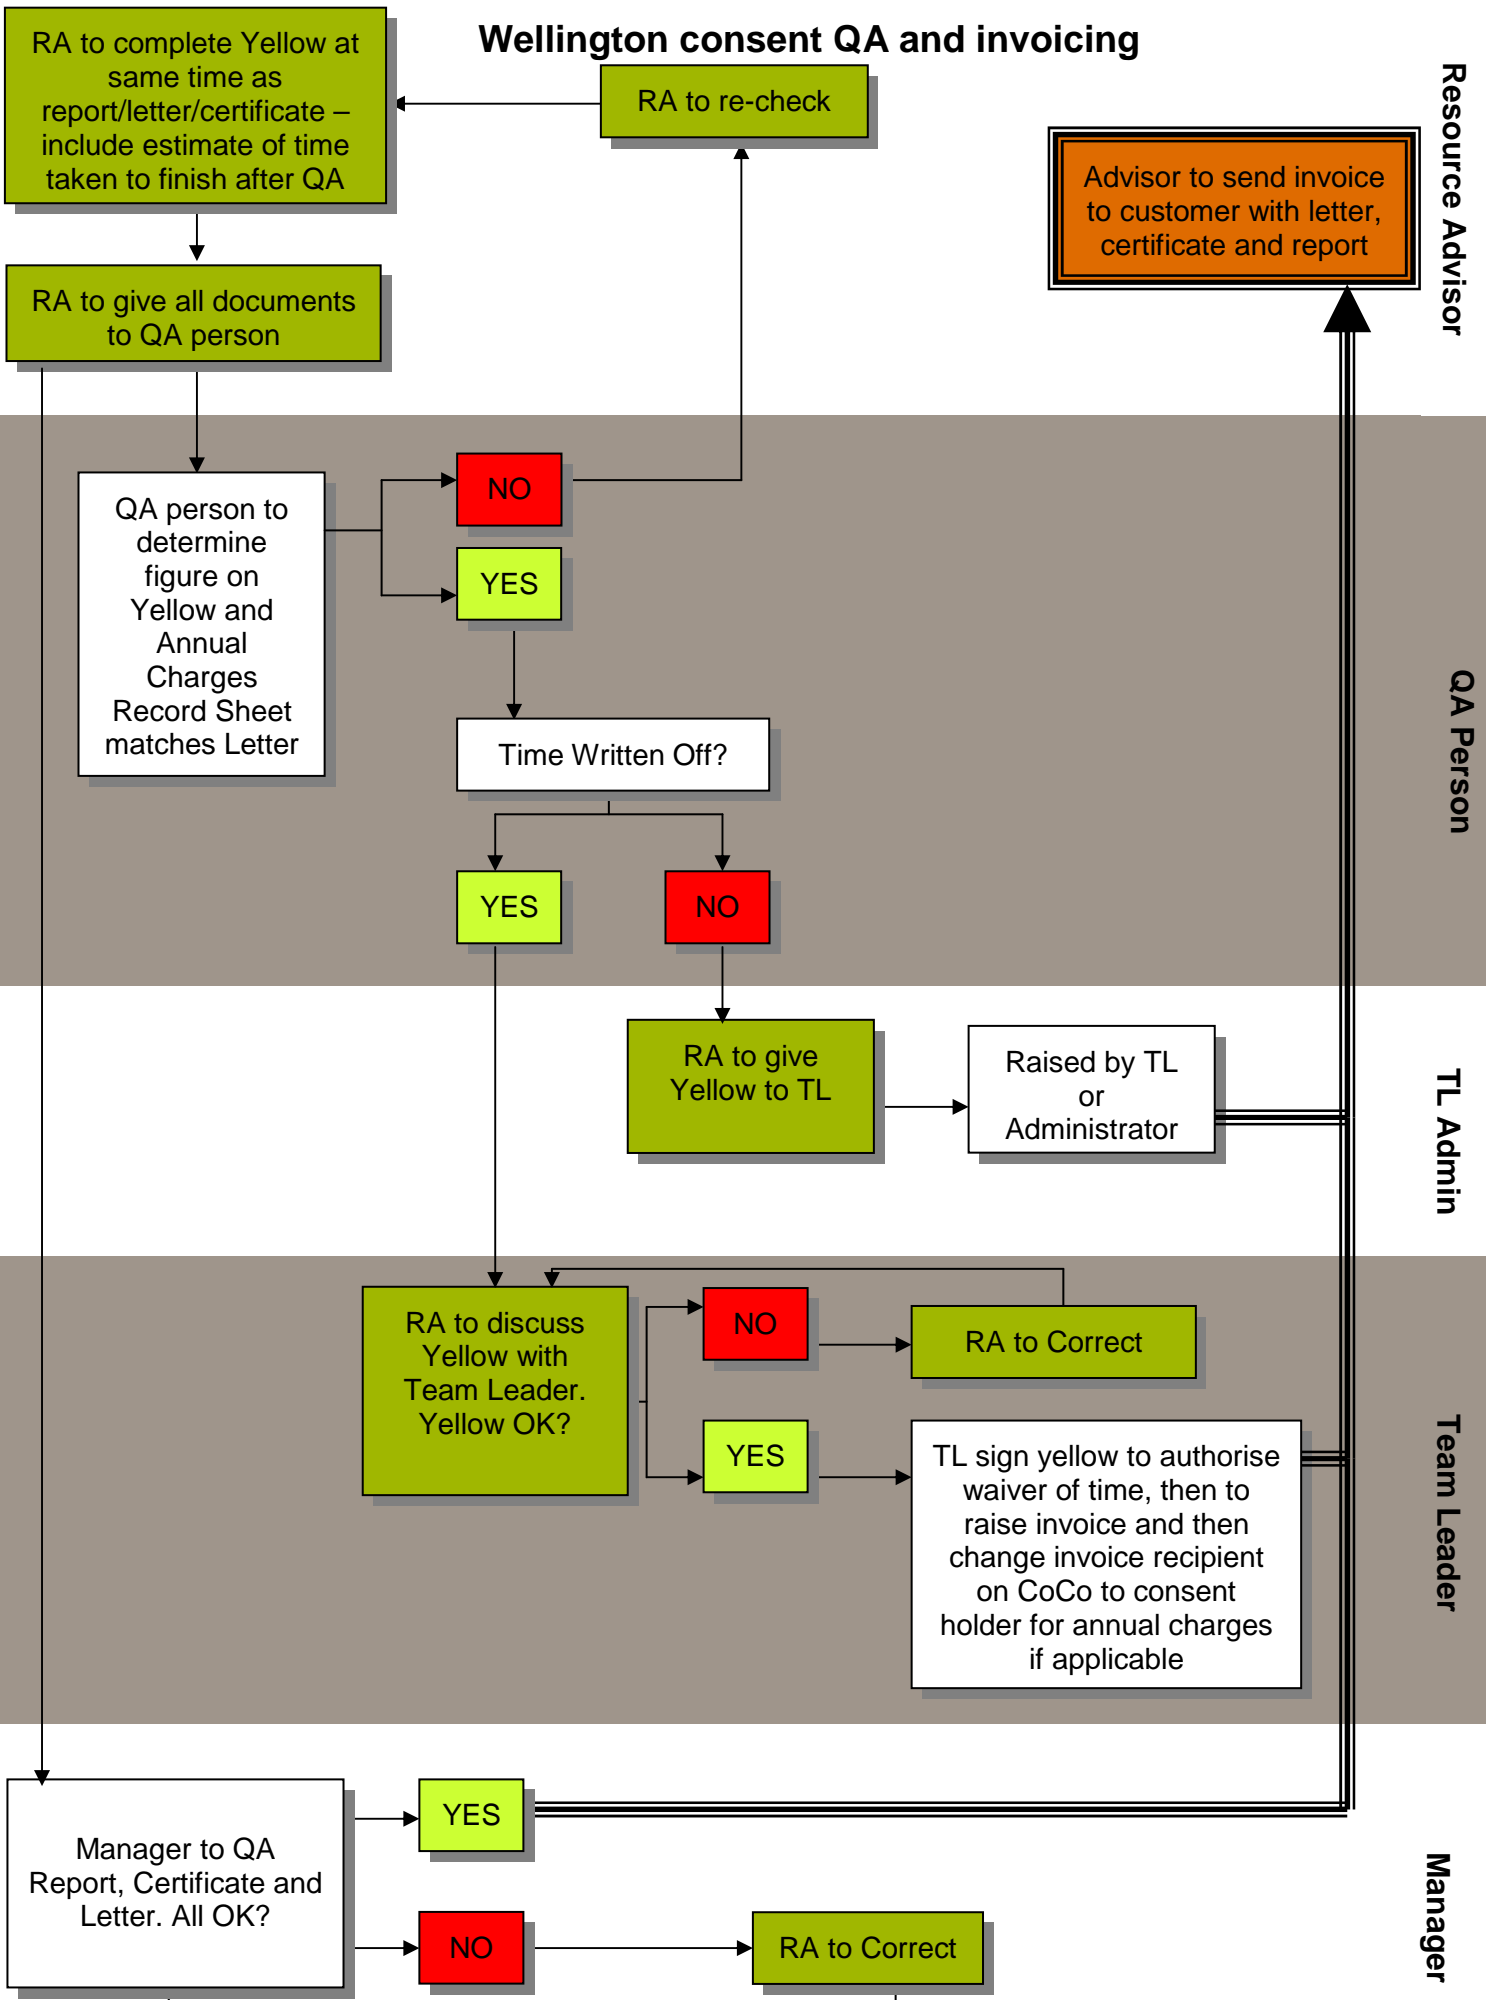 Wellington consent QA and invoicing
RA to complete Yellow at
same time as
report/letter/certificate –
include estimate of time
taken to finish after QA
RA to re-check
Advisor to send invoice
to customer with letter,
certificate and report
Resource Advisor
RA to give all documents
to QA person
QA person to
determine
figure on
Yellow and
Annual
Charges
Record Sheet
matches Letter
NO
YES
Time Written Off?
YES
NO
QA Person
RA to give
Yellow to TL
Raised by TL
or
Administrator
TL Admin
RA to discuss
Yellow with
Team Leader.
Yellow OK?
NO
RA to Correct
YES
TL sign yellow to authorise
waiver of time, then to
raise invoice and then
change invoice recipient
on CoCo to consent
holder for annual charges
if applicable
Team Leader
Manager to QA
Report, Certificate and
Letter. All OK?
YES
NO
RA to Correct
Manager